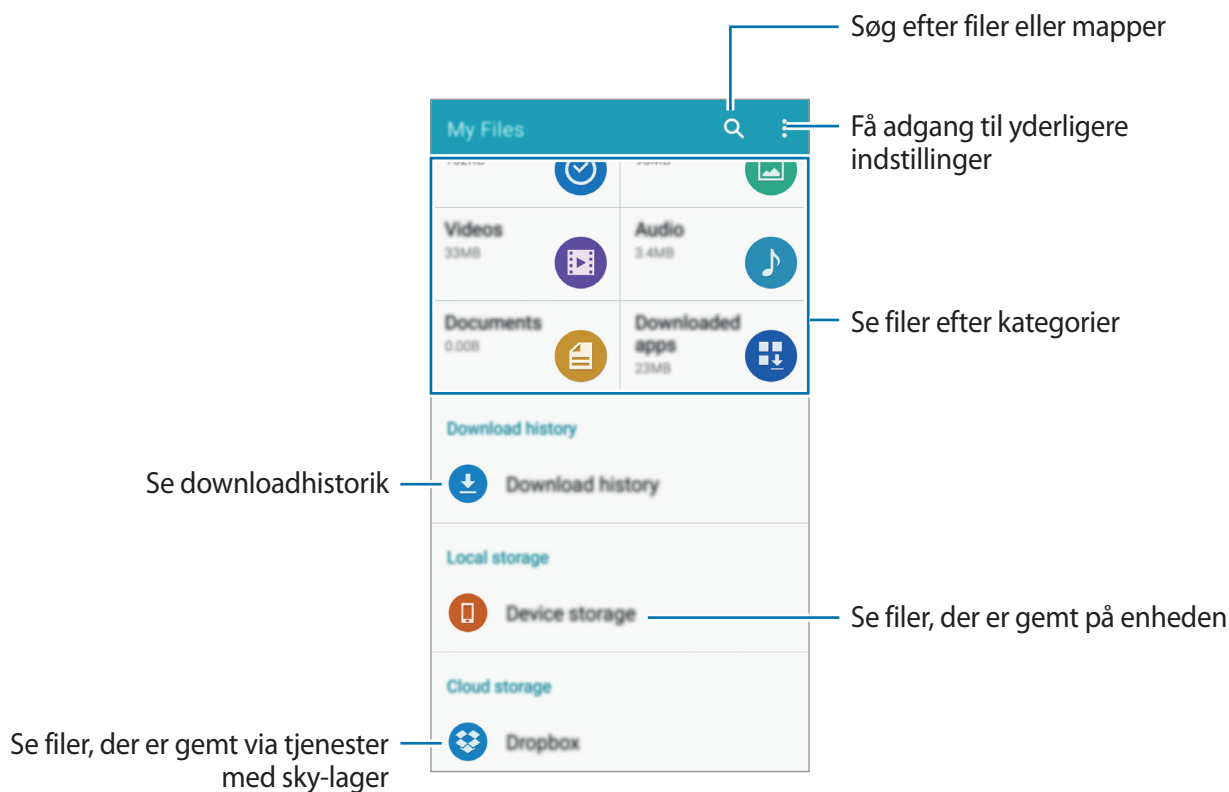 Søg efter filer eller mapper
My Files
Få adgang til yderligere
indstillinger
Videos
33MB
Audio
3.4MB
Se filer efter kategorier
Documents
0.00B
Downloaded
apps
23MB
Download history
Se downloadhistorik
Download history
Local storage
Device storage
Se filer, der er gemt på enheden
Cloud storage
Se filer, der er gemt via tjenester
med sky-lager
Dropbox